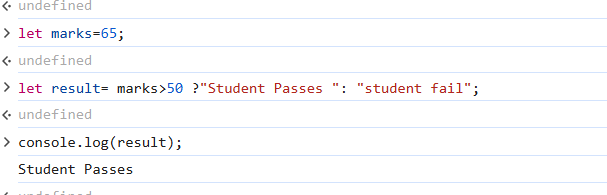 undefined
let marks=65;
undefined
let result= marks>50 ?"Student Passes ": "student fail";
undefined
console.log(result);
Student Passes
undefined